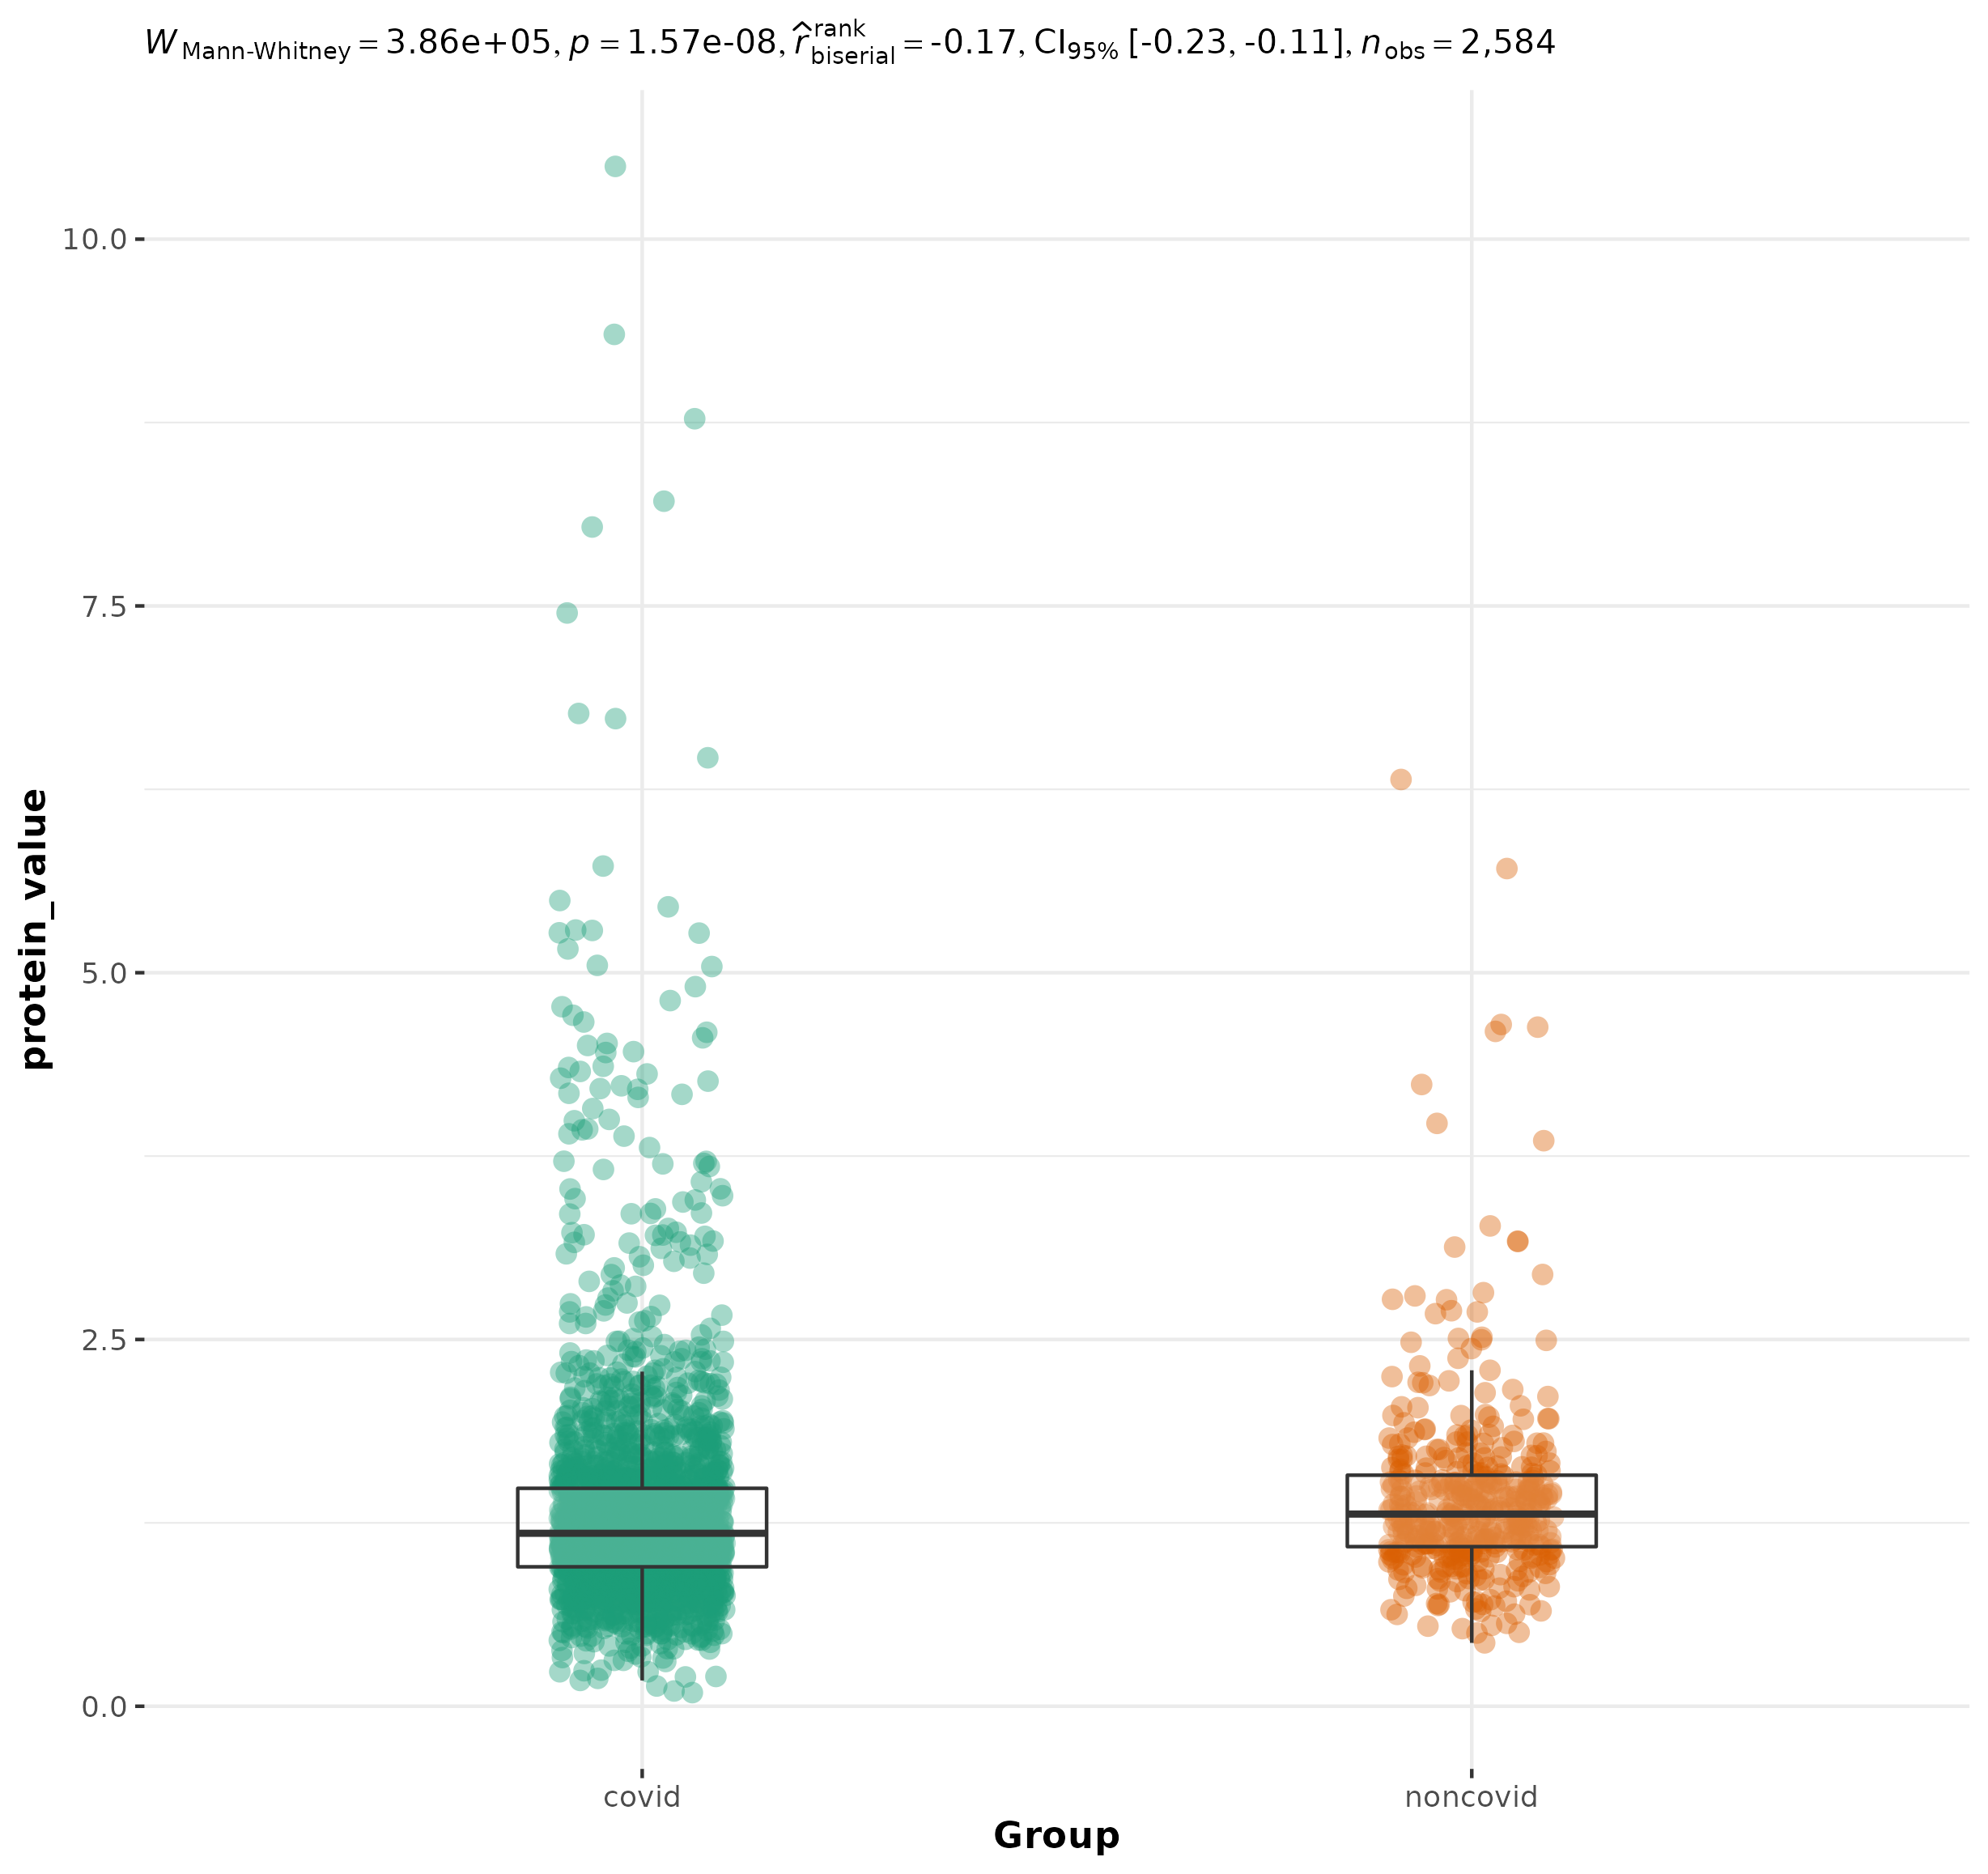 W Mann-Whitney = 3.86e+05, p = 1.57e-08, r̂ rank biserial = -0.17, CI95% [-0.23, -0.11], nobs = 2,584
10.0
7.5
5.0
2.5
0.0
protein_value
covid noncovid
Group